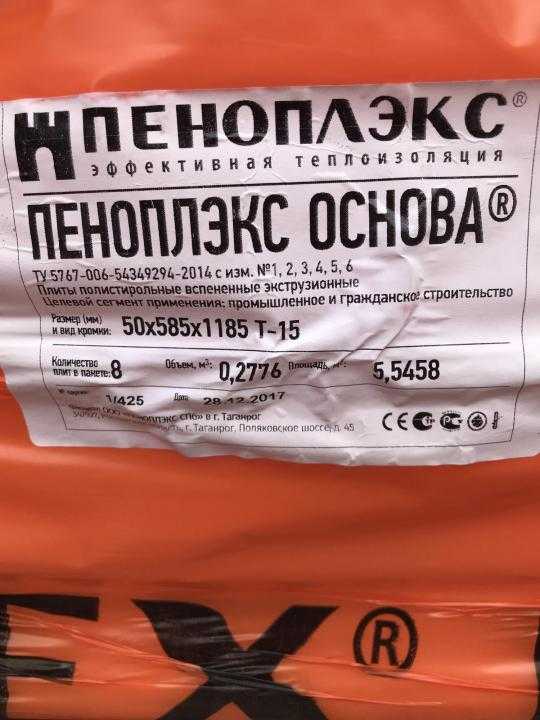 ПЕНОПЛЭКС®
эффективная теплоизоляция
ПЕНОПЛЭКС ОСНОВА®
ТУ 5767-006-54349294-2014 с изм. №1, 2, 3, 4, 5, 6
Плиты полистирольные вспененные экструзионные
Целевой сегмент применения: промышленное и гражданское строительство
Размер (мм) и вид кромки: 50x585x1185 Т-15
Количество плит в пакете: 8 Объем, м³: 0,2776 Площадь, м²: 5,5458
1/425 Дата 28.12.2017
ООО «ПЕНОПЛЭКС СПб» в г. Таганрог
г. Таганрог, Поляковское шоссе, д. 45
EX®